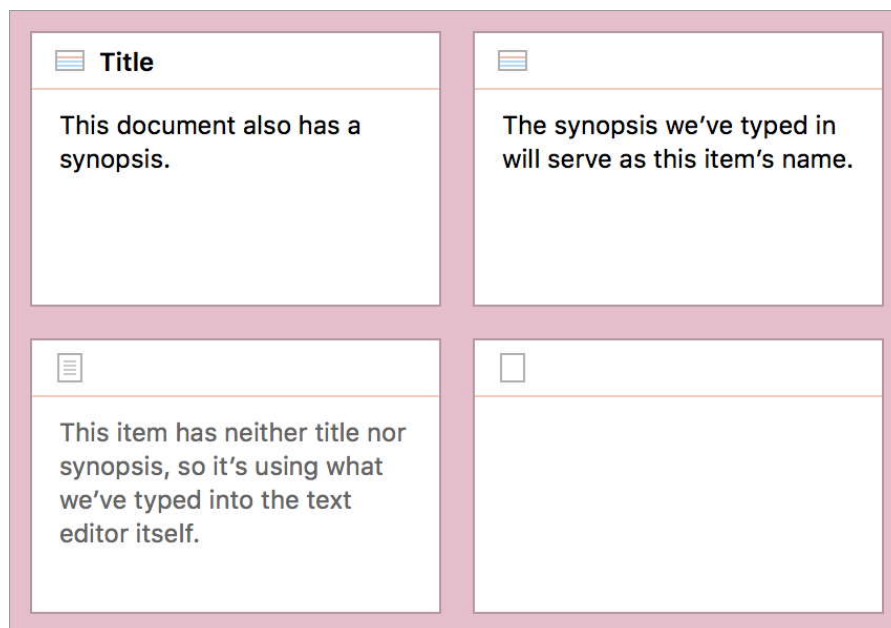 Title
This document also has a
synopsis.
The synopsis we’ve typed in
will serve as this item’s name.
This item has neither title nor
synopsis, so it’s using what
we’ve typed into the text
editor itself.